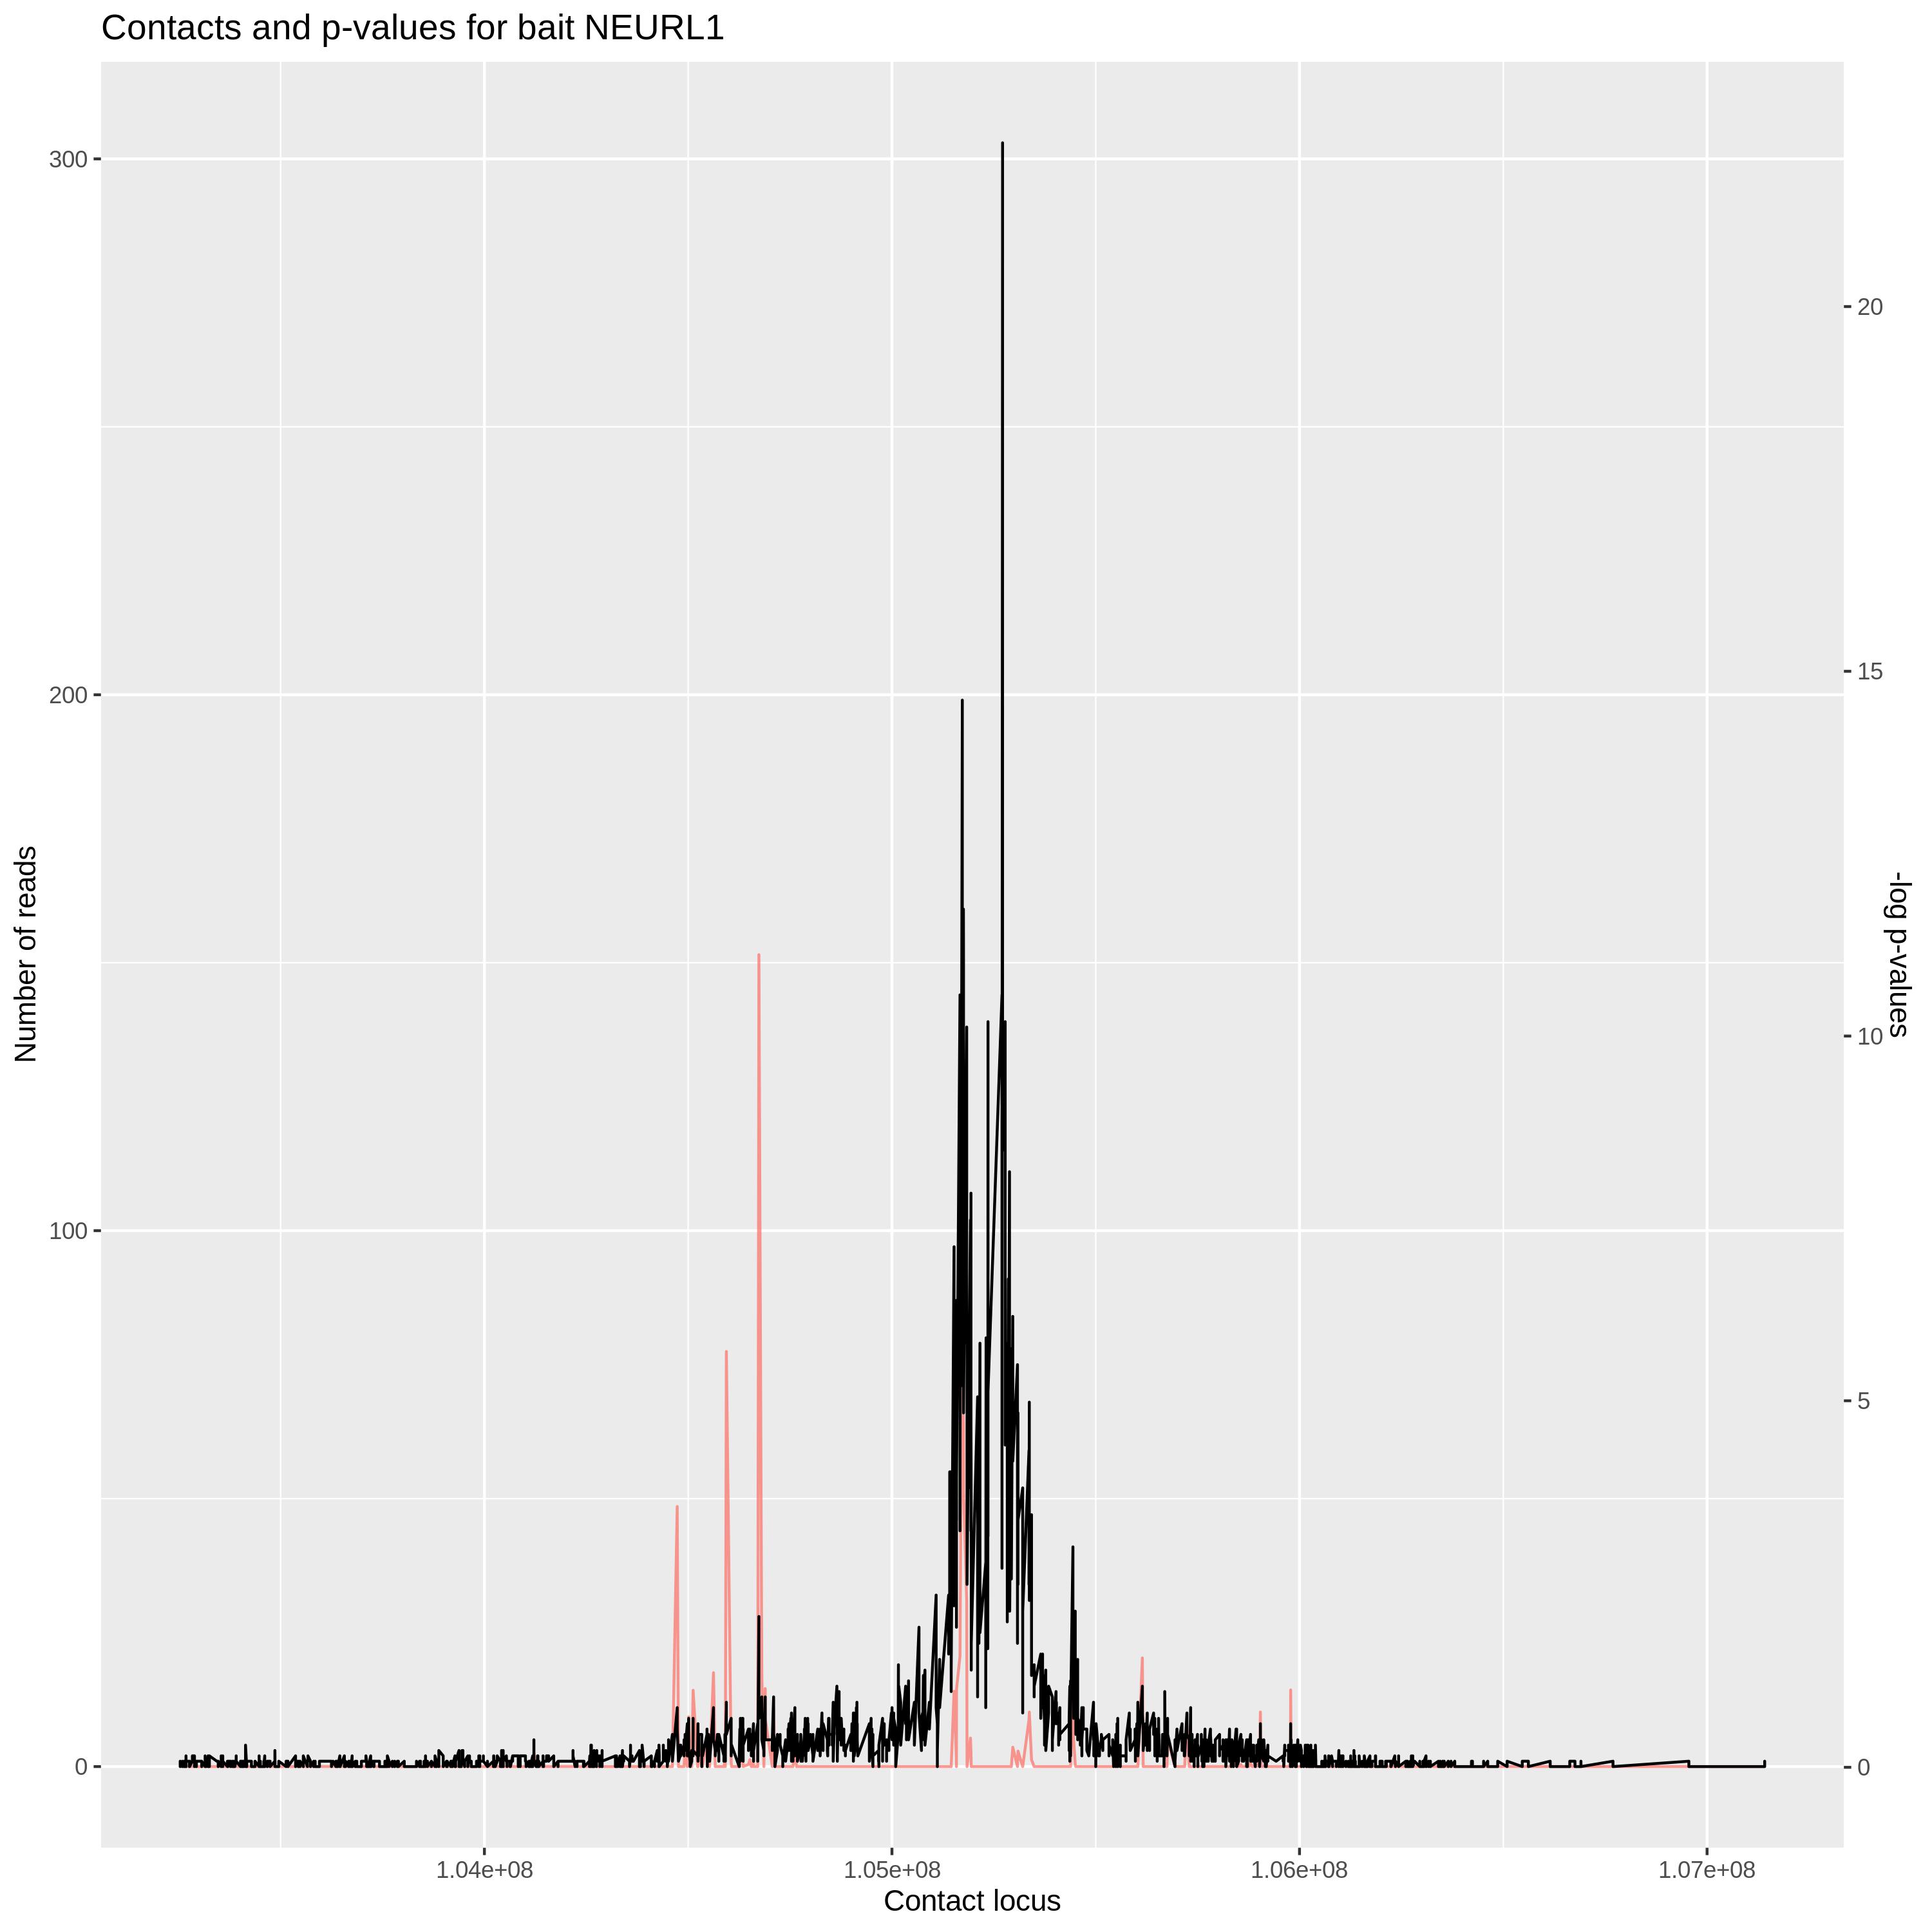 Contacts and p-values for bait NEURL1
300
200
100
0
Number of reads
20
15
10
5
0
-log p-values
1.04e+08
1.05e+08
1.06e+08
1.07e+08
Contact locus